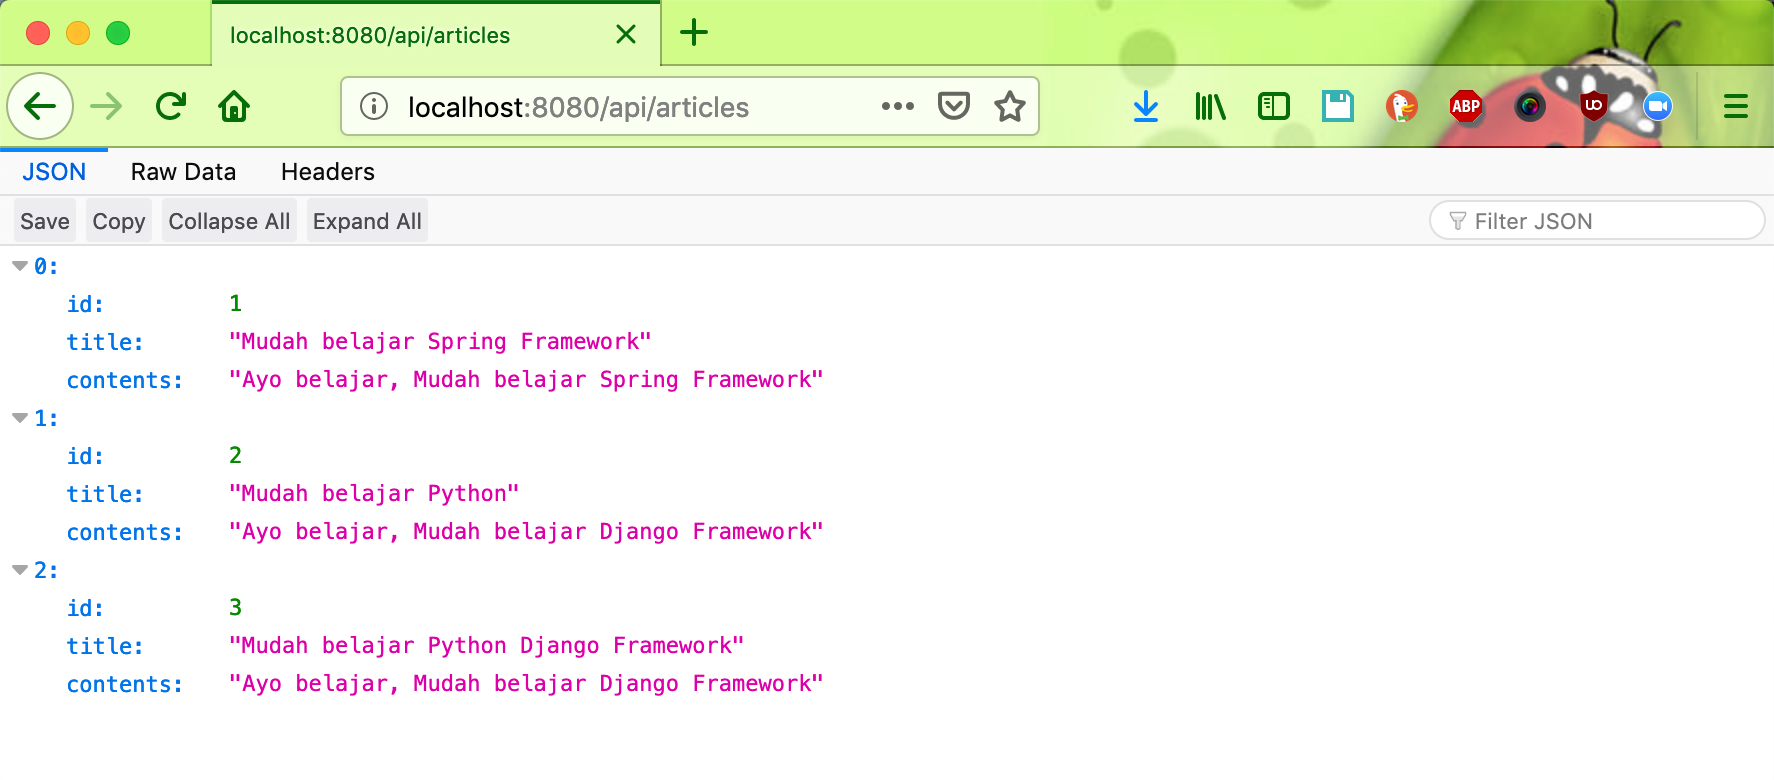 localhost:8080/api/articles
localhost:8080/api/articles
ABP
JSON Raw Data Headers
Save Copy Collapse All Expand All Filter JSON
0:
id: 1
title: "Mudah belajar Spring Framework"
contents: "Ayo belajar, Mudah belajar Spring Framework"
1:
id: 2
title: "Mudah belajar Python"
contents: "Ayo belajar, Mudah belajar Django Framework"
2:
id: 3
title: "Mudah belajar Python Django Framework"
contents: "Ayo belajar, Mudah belajar Django Framework"